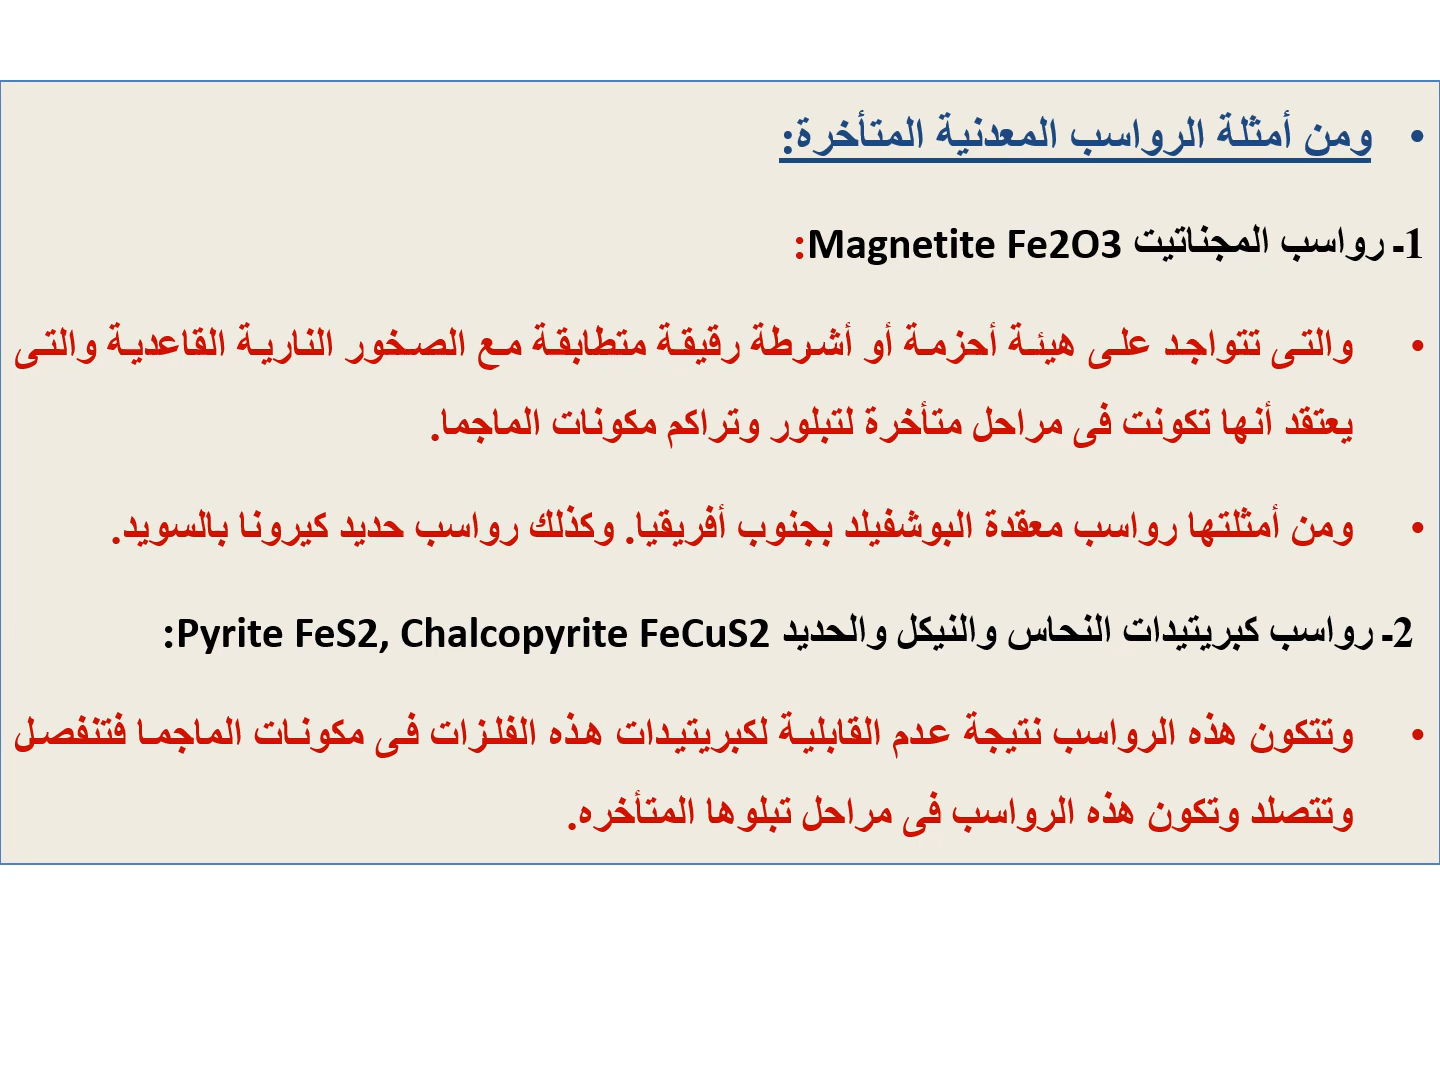 • ومن أمثلة الرواسب المعدنية المتأخرة:
1- رواسب المجناتيت Magnetite Fe2O3:
• والتى تتواجد على هيئة أحزمة أو أشرطة رقيقة متطابقة مع الصخور النارية القاعدية والتى
يعتقد أنها تكونت فى مراحل متأخرة لتبلور وتراكم مكونات الماجما.
• ومن أمثلتها رواسب معقدة البوشفيلد بجنوب أفريقيا. وكذلك رواسب حديد كيرونا بالسويد.
2- رواسب كبريتيدات النحاس والنيكل والحديد Pyrite FeS2, Chalcopyrite FeCuS2:
• وتتكون هذه الرواسب نتيجة عدم القابلية لكبريتيدات هذه الفلزات فى مكونات الماجما فتنفصل
وتتصلد وتكون هذه الرواسب فى مراحل تبلوها المتأخره.